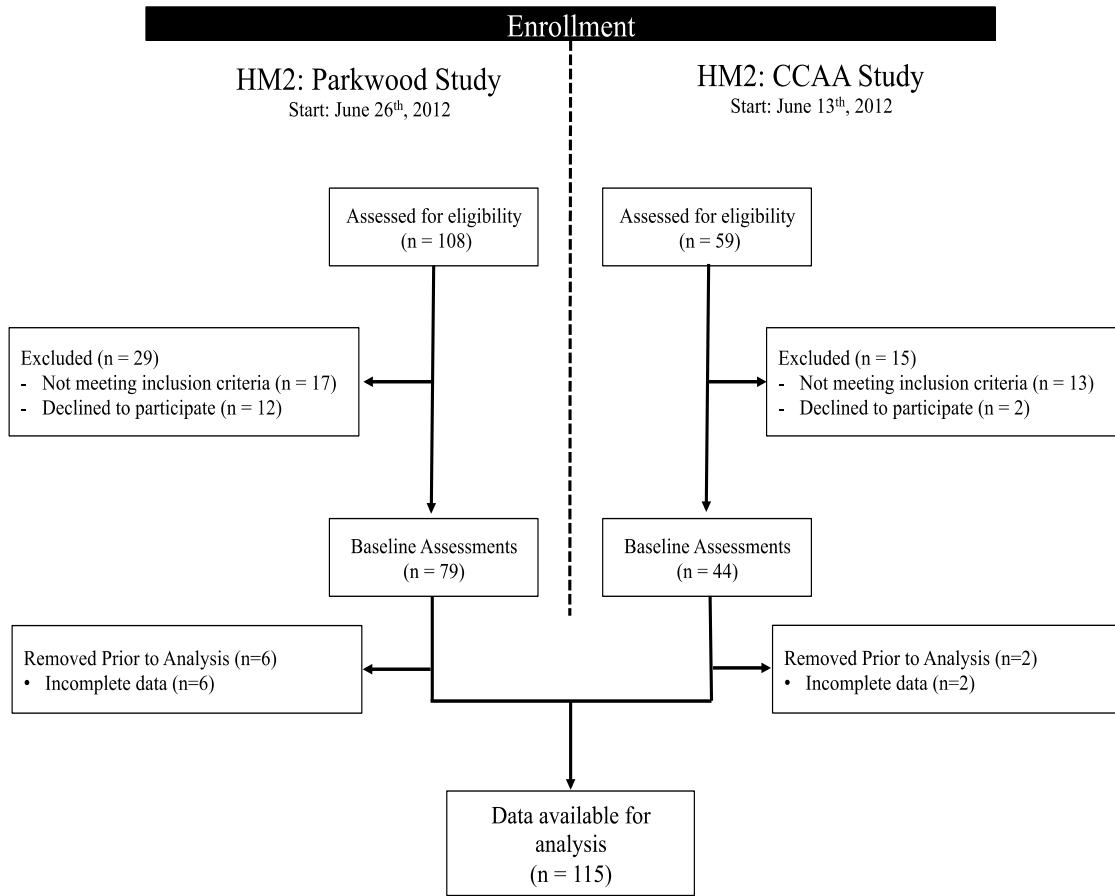 Enrollment
HM2: Parkwood Study
Start: June 26th, 2012
HM2: CCAA Study
Start: June 13th, 2012
Assessed for eligibility
(n = 108)
Assessed for eligibility
(n = 59)
Excluded (n = 29)
- Not meeting inclusion criteria (n = 17)
- Declined to participate (n = 12)
Excluded (n = 15)
- Not meeting inclusion criteria (n = 13)
- Declined to participate (n = 2)
Baseline Assessments
(n = 79)
Baseline Assessments
(n = 44)
Removed Prior to Analysis (n=6)
• Incomplete data (n=6)
Removed Prior to Analysis (n=2)
• Incomplete data (n=2)
Data available for
analysis
(n = 115)